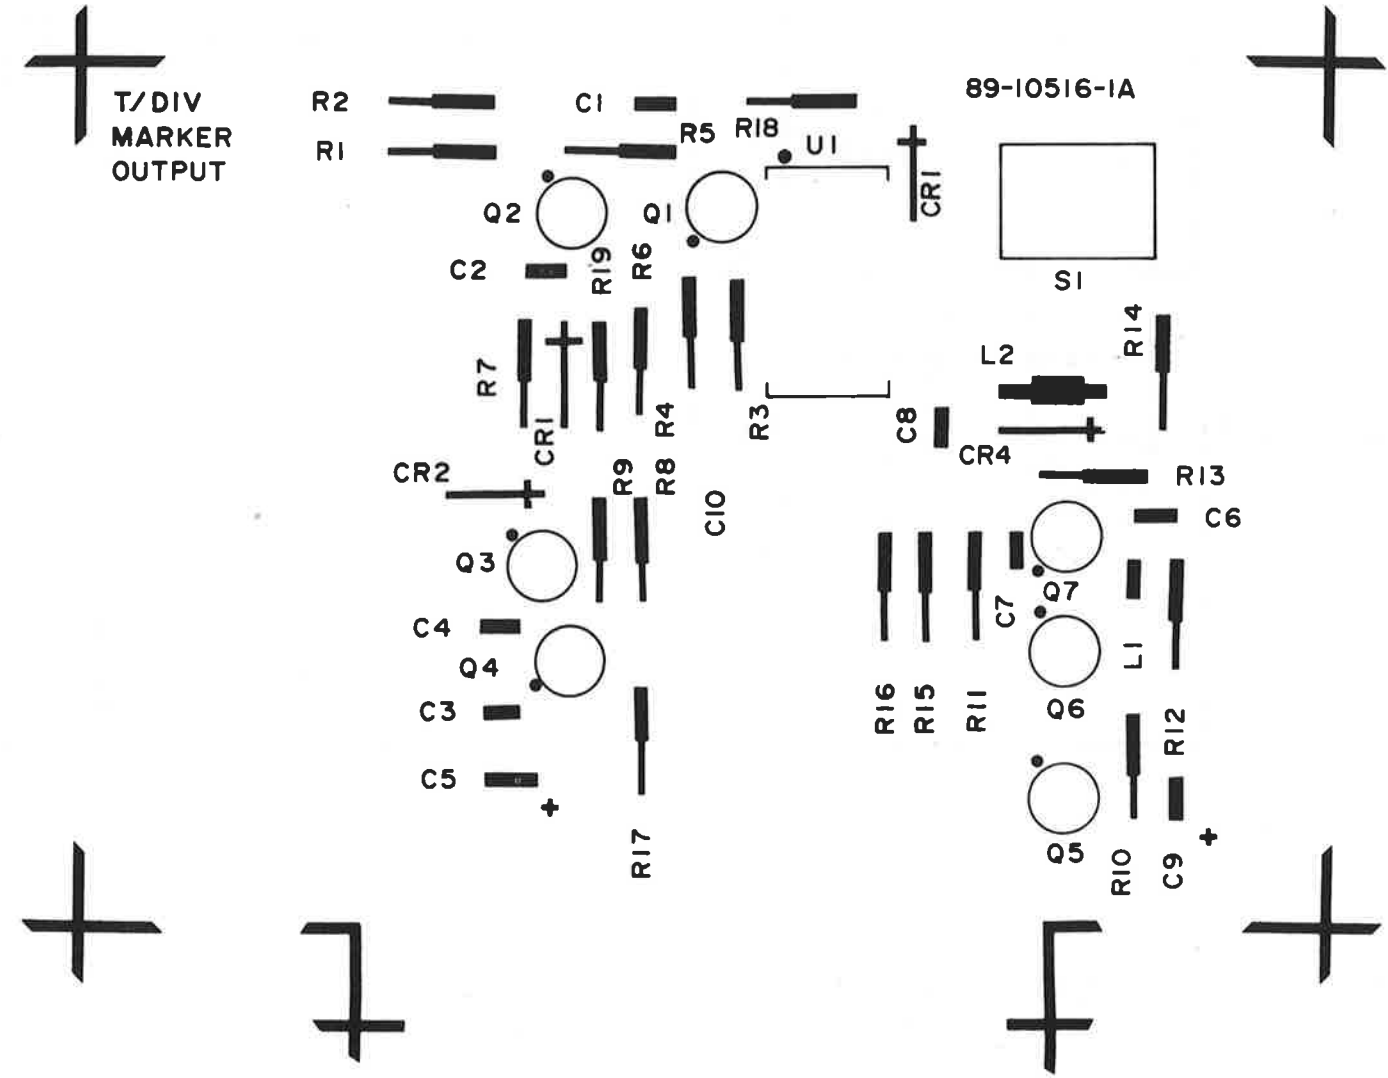 T/DIV
MARKER
OUTPUT
R2
C1
R18
89-10516-1A
R1
R5
U1
CR1
Q2
Q1
C2
R19
R6
S1
R7
CR1
R4
R3
L2
R14
C8
CR4
CR2
R9
R8
C10
R13
C6
Q3
C7
Q7
C4
Q4
L1
C3
R16
R15
R11
Q6
R12
C5
+
R17
Q5
R10
C9
+